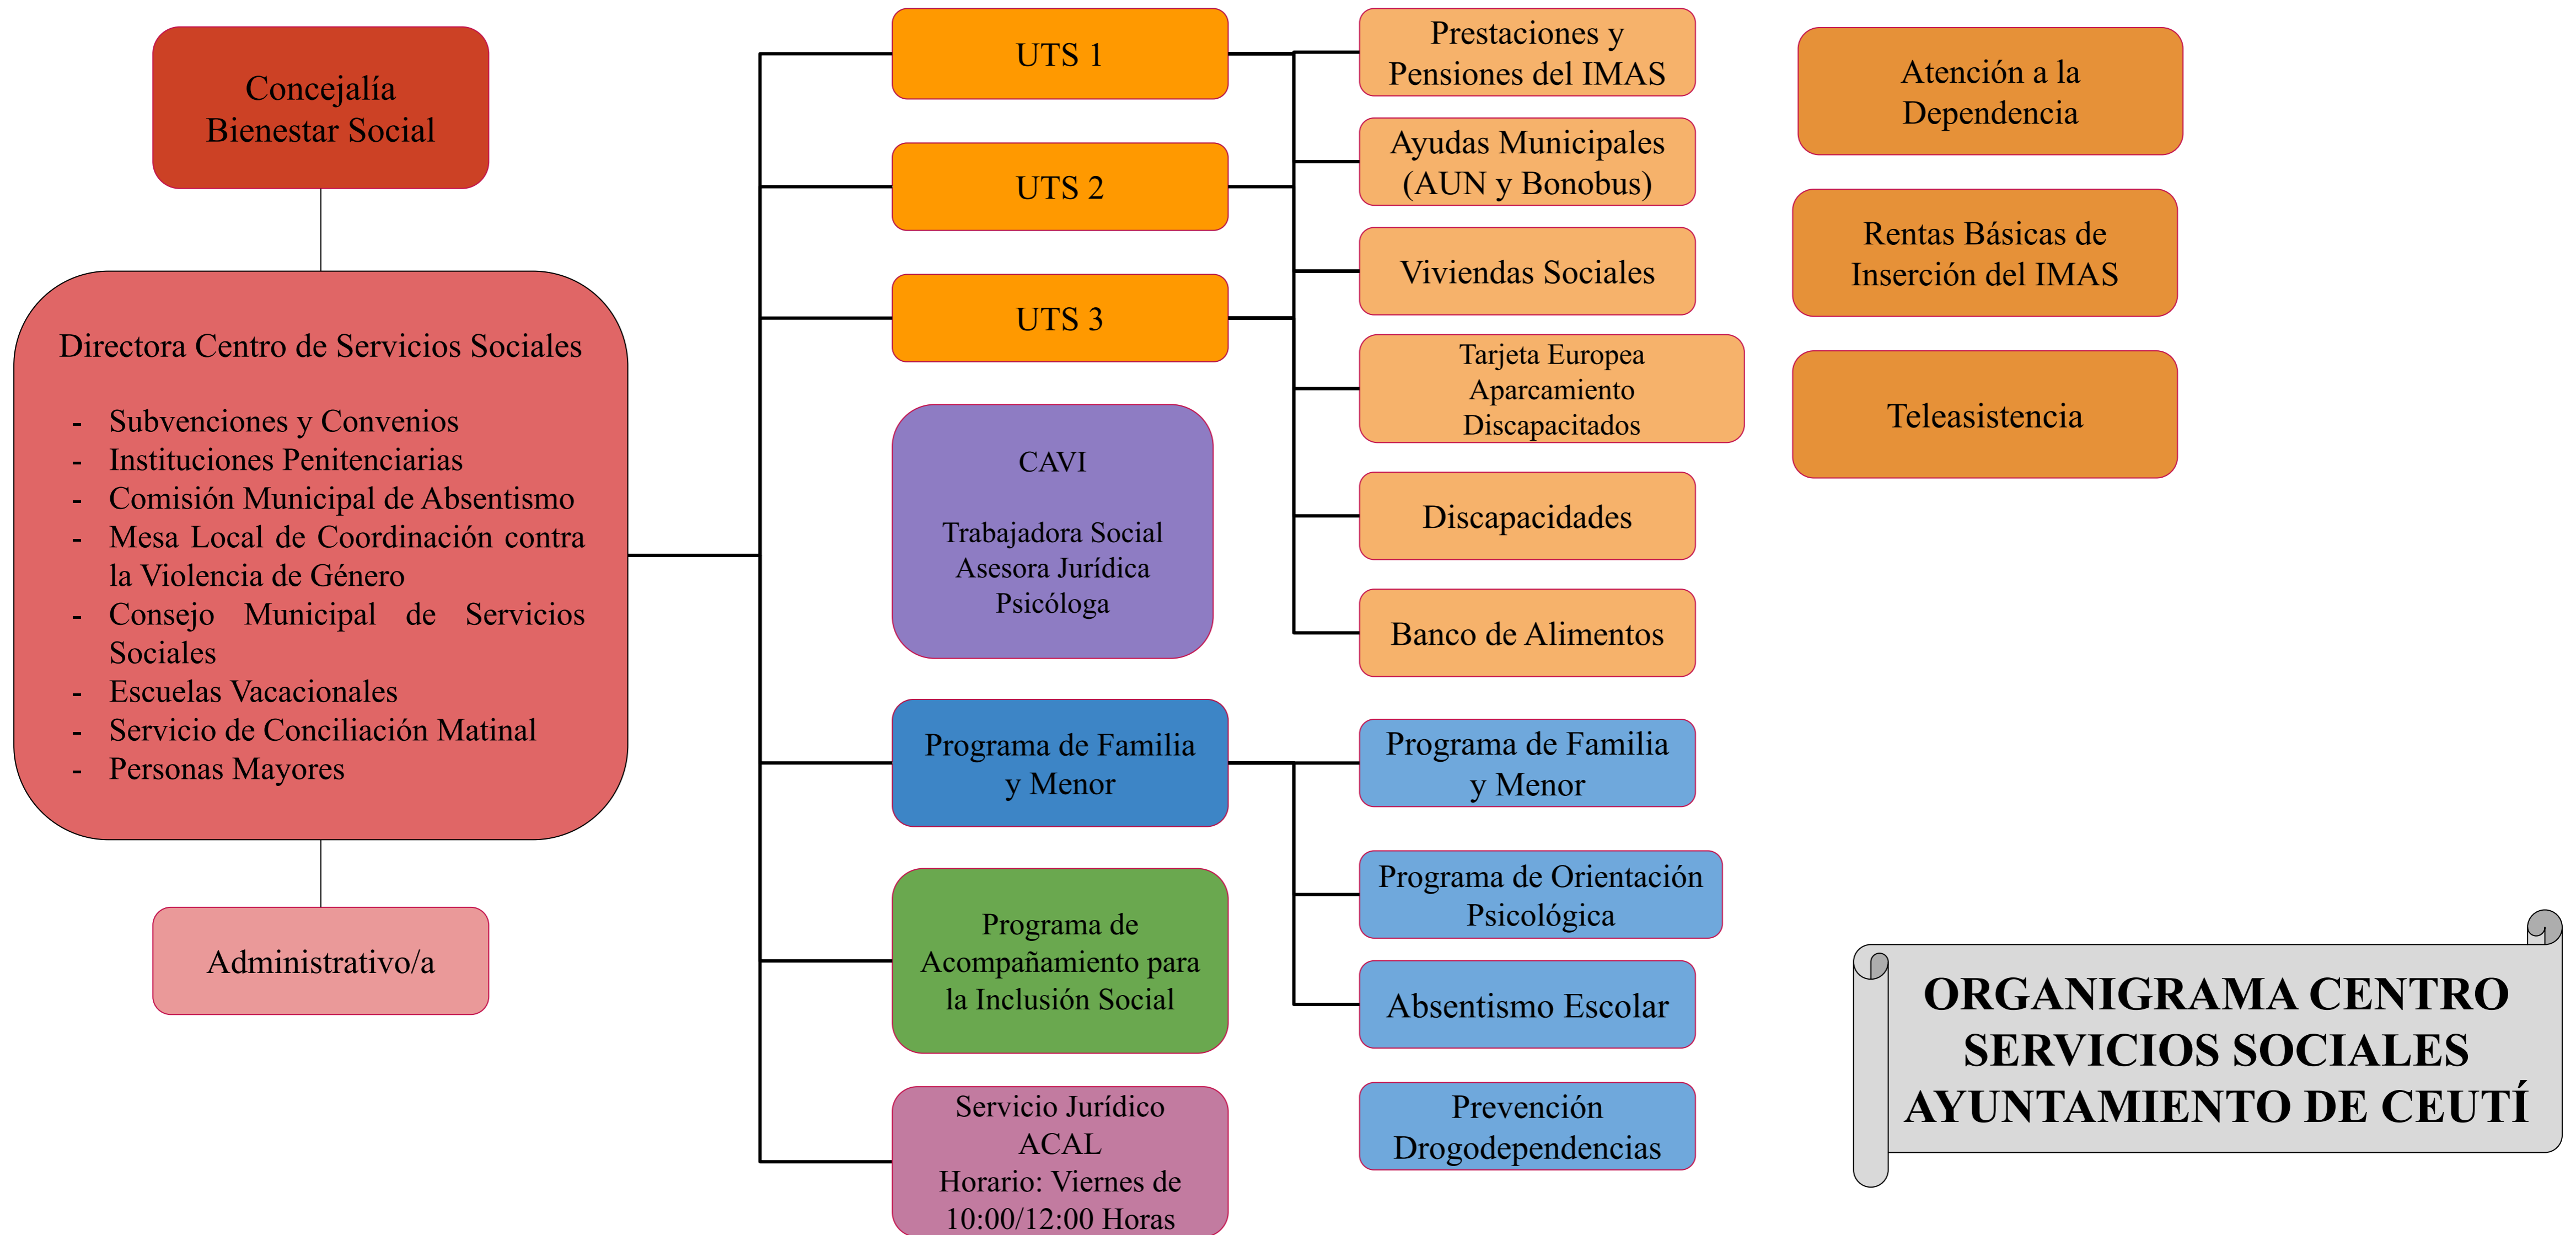 Concejalía
Bienestar Social
Directora Centro de Servicios Sociales
- Subvenciones y Convenios
- Instituciones Penitenciarias
- Comisión Municipal de Absentismo
- Mesa Local de Coordinación contra
la Violencia de Género
- Consejo Municipal de Servicios
Sociales
- Escuelas Vacacionales
- Servicio de Conciliación Matinal
- Personas Mayores
Administrativo/a
UTS 1
UTS 2
UTS 3
CAVI
Trabajadora Social
Asesora Jurídica
Psicóloga
Programa de Familia
y Menor
Programa de
Acompañamiento para
la Inclusión Social
Servicio Jurídico
ACAL
Horario: Viernes de
10:00/12:00 Horas
Prestaciones y
Pensiones del IMAS
Ayudas Municipales
(AUN y Bonobus)
Viviendas Sociales
Tarjeta Europea
Aparcamiento
Discapacitados
Discapacidades
Banco de Alimentos
Programa de Familia
y Menor
Programa de Orientación
Psicológica
Absentismo Escolar
Prevención
Drogodependencias
Atención a la
Dependencia
Rentas Básicas de
Inserción del IMAS
Teleasistencia
ORGANIGRAMA CENTRO
SERVICIOS SOCIALES
AYUNTAMIENTO DE CEUTÍ